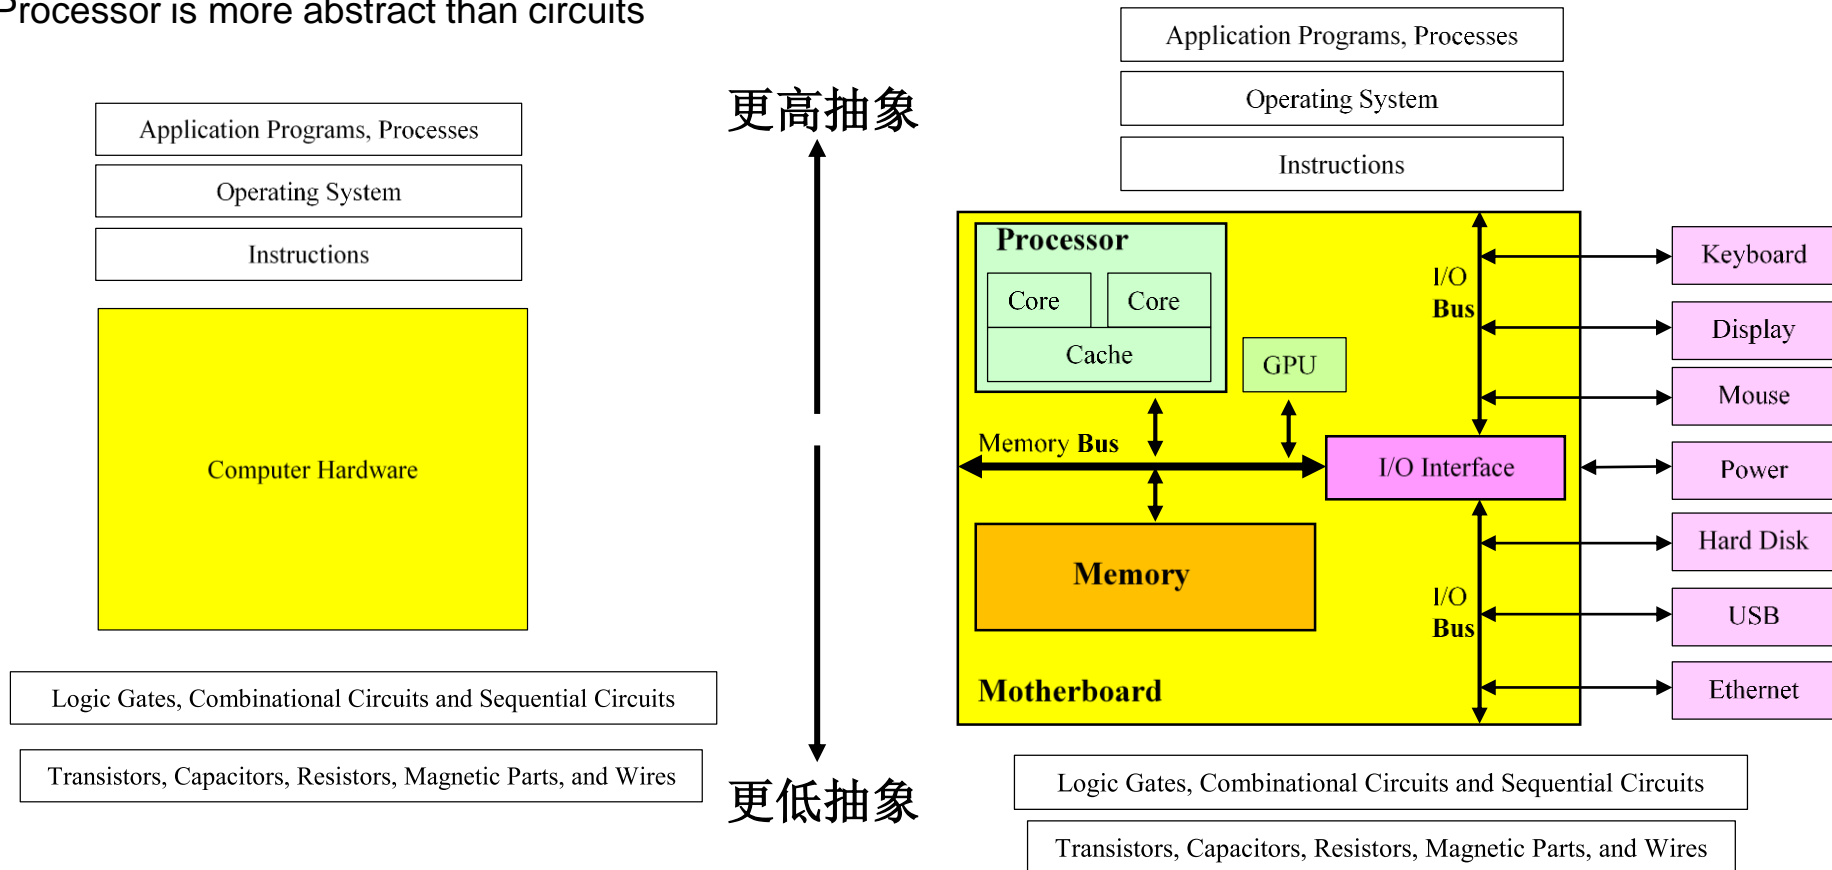 Processor is more abstract than circuits
Application Programs, Processes
Operating System
Instructions
Computer Hardware
Logic Gates, Combinational Circuits and Sequential Circuits
Transistors, Capacitors, Resistors, Magnetic Parts, and Wires
更高抽象
更低抽象
Application Programs, Processes
Operating System
Instructions
Processor
Core
Core
Cache
GPU
Memory Bus
I/O Interface
Memory
Motherboard
I/O
Bus
I/O
Bus
Keyboard
Display
Mouse
Power
Hard Disk
USB
Ethernet
Logic Gates, Combinational Circuits and Sequential Circuits
Transistors, Capacitors, Resistors, Magnetic Parts, and Wires